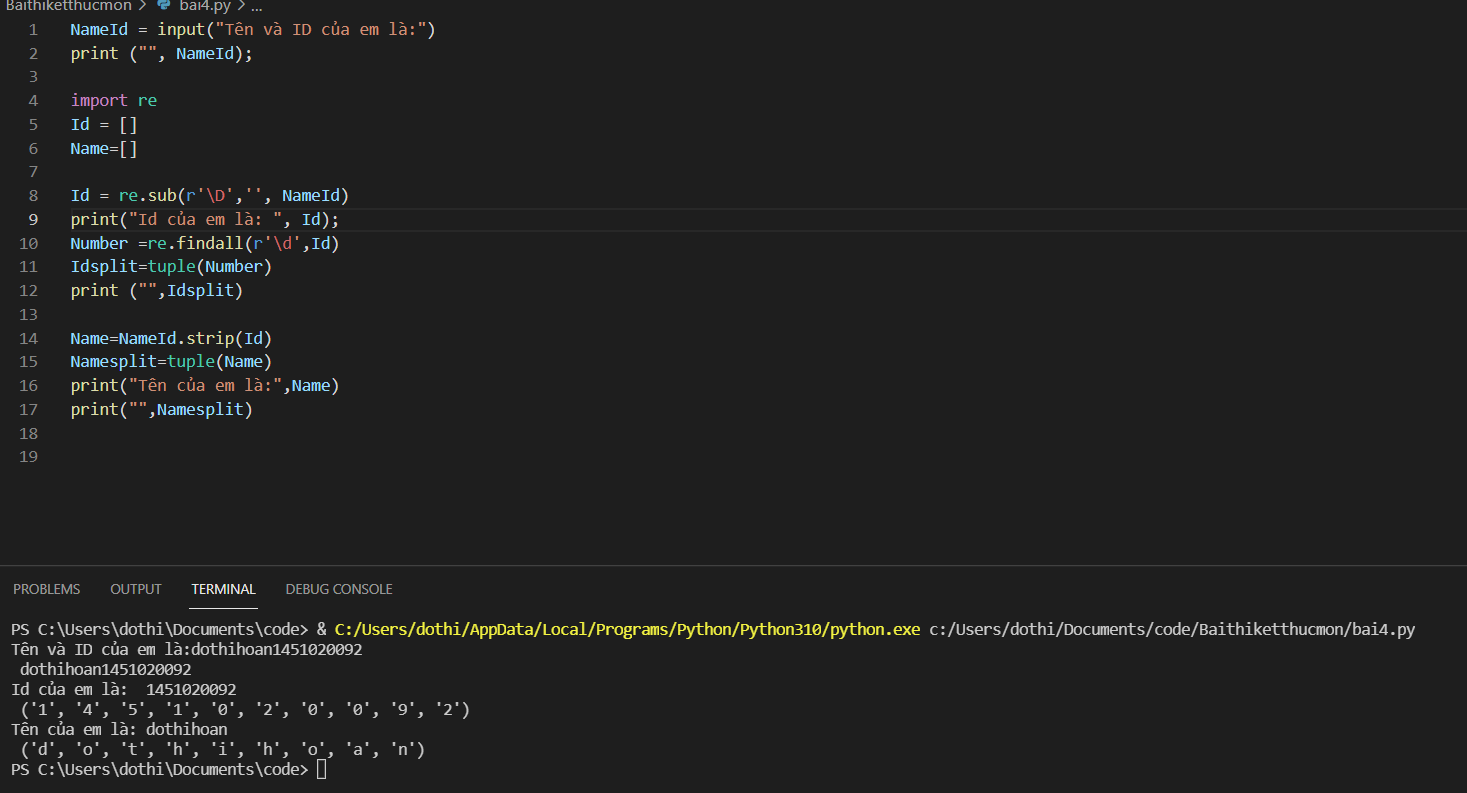 Baithiketthucmon > bai4.py > ...
1 NameId = input("Tên và ID của em là:")
2 print ("", NameId);
3
4 import re
5 Id = []
6 Name=[]
7
8 Id = re.sub(r'\D','', NameId)
9 print("Id của em là: ", Id);
10 Number =re.findall(r'\d',Id)
11 Idsplit=tuple(Number)
12 print ("",Idsplit)
13
14 Name=NameId.strip(Id)
15 Namesplit=tuple(Name)
16 print("Tên của em là:",Name)
17 print("",Namesplit)
18
19
PROBLEMS OUTPUT TERMINAL DEBUG CONSOLE
PS C:\Users\dothi\Documents\code> & C:/Users/dothi/AppData/Local/Programs/Python/Python310/python.exe c:/Users/dothi/Documents/code/Baithiketthucmon/bai4.py
Tên và ID của em là:dothihoan1451020092
 dothihoan1451020092
Id của em là:  1451020092
 ('1', '4', '5', '1', '0', '2', '0', '0', '9', '2')
Tên của em là: dothihoan
 ('d', 'o', 't', 'h', 'i', 'h', 'o', 'a', 'n')
PS C:\Users\dothi\Documents\code>